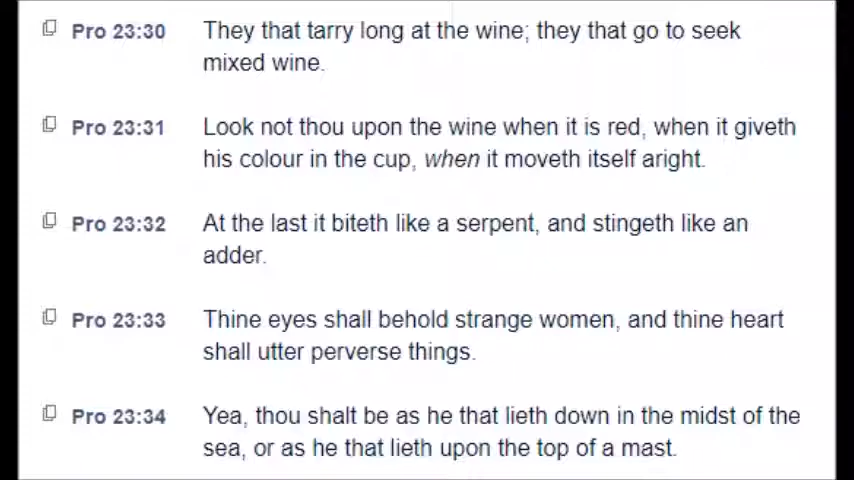 Pro 23:30 They that tarry long at the wine; they that go to seek
mixed wine.
Pro 23:31 Look not thou upon the wine when it is red, when it giveth
his colour in the cup, when it moveth itself aright.
Pro 23:32 At the last it biteth like a serpent, and stingeth like an
adder.
Pro 23:33 Thine eyes shall behold strange women, and thine heart
shall utter perverse things.
Pro 23:34 Yea, thou shalt be as he that lieth down in the midst of the
sea, or as he that lieth upon the top of a mast.